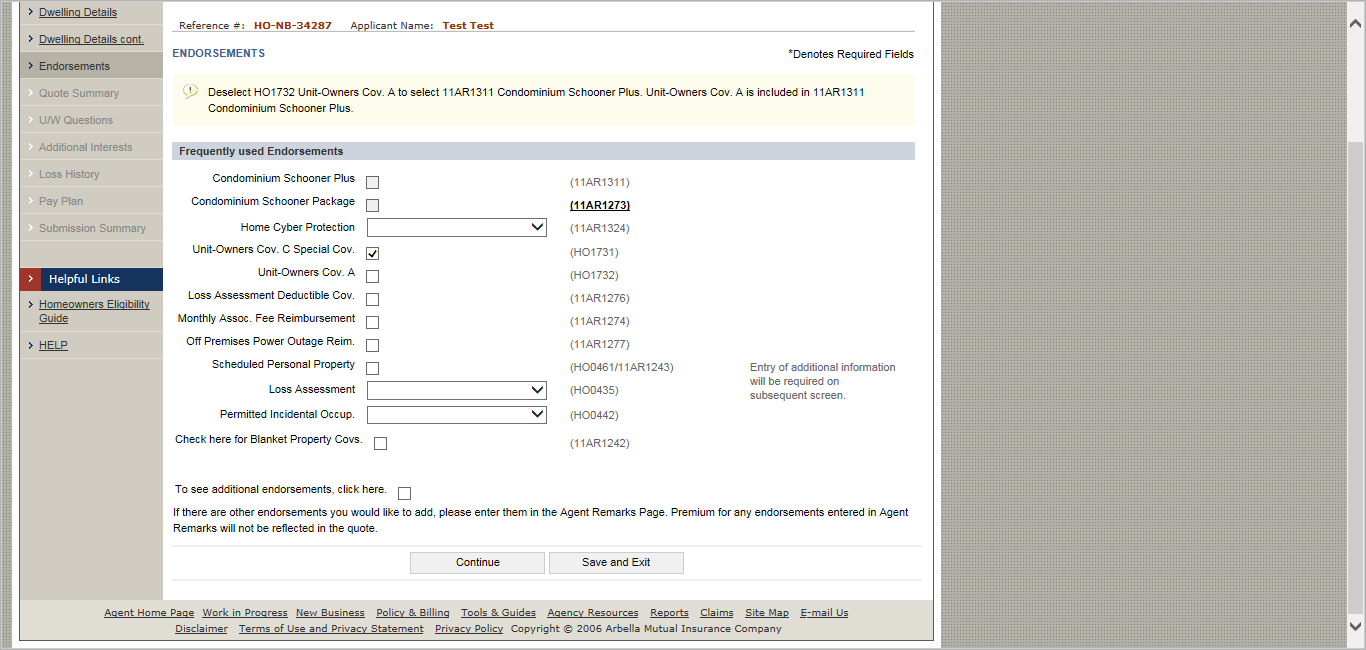 Dwelling Details
Dwelling Details cont.
Endorsements
Quote Summary
U/W Questions
Additional Interests
Loss History
Pay Plan
Submission Summary
Helpful Links
Homeowners Eligibility
Guide
HELP
Reference #: HO-NB-34287 Applicant Name: Test Test
ENDORSEMENTS *Denotes Required Fields
Deselect HO1732 Unit-Owners Cov. A to select 11AR1311 Condominium Schooner Plus. Unit-Owners Cov. A is included in 11AR1311
Condominium Schooner Plus.
Frequently used Endorsements
Condominium Schooner Plus (11AR1311)
Condominium Schooner Package (11AR1273)
Home Cyber Protection (11AR1324)
Unit-Owners Cov. C Special Cov. (HO1731)
Unit-Owners Cov. A (HO1732)
Loss Assessment Deductible Cov. (11AR1276)
Monthly Assoc. Fee Reimbursement (11AR1274)
Off Premises Power Outage Reim. (11AR1277)
Scheduled Personal Property (HO0461/11AR1243) Entry of additional information
will be required on
subsequent screen.
Loss Assessment (HO0435)
Permitted Incidental Occup. (HO0442)
Check here for Blanket Property Covs. (11AR1242)
To see additional endorsements, click here.
If there are other endorsements you would like to add, please enter them in the Agent Remarks Page. Premium for any endorsements entered in Agent
Remarks will not be reflected in the quote.
Continue Save and Exit
Agent Home Page Work in Progress New Business Policy & Billing Tools & Guides Agency Resources Reports Claims Site Map E-mail Us
Disclaimer Terms of Use and Privacy Statement Privacy Policy Copyright © 2006 Arbella Mutual Insurance Company